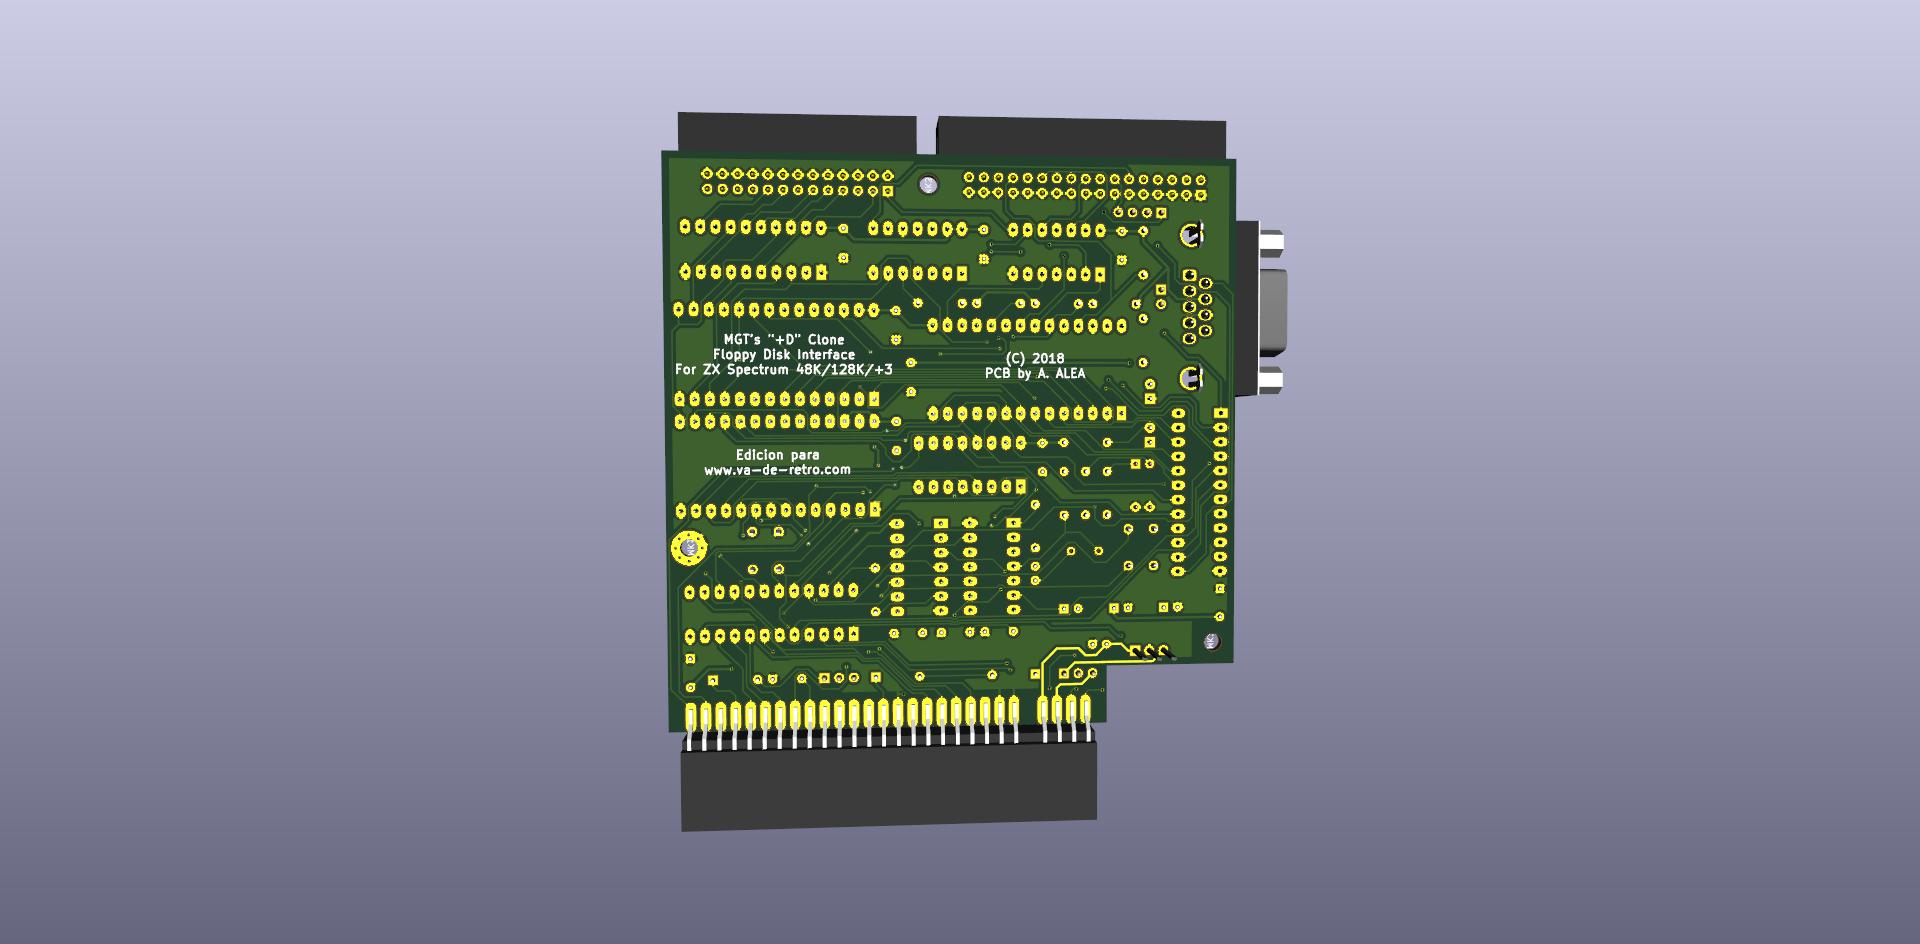 MGT's "+D" Clone
Floppy Disk Interface
For ZX Spectrum 48K/128K/+3
(C) 2018
PCB by A. ALEA
Edicion para
www.va-de-retro.com